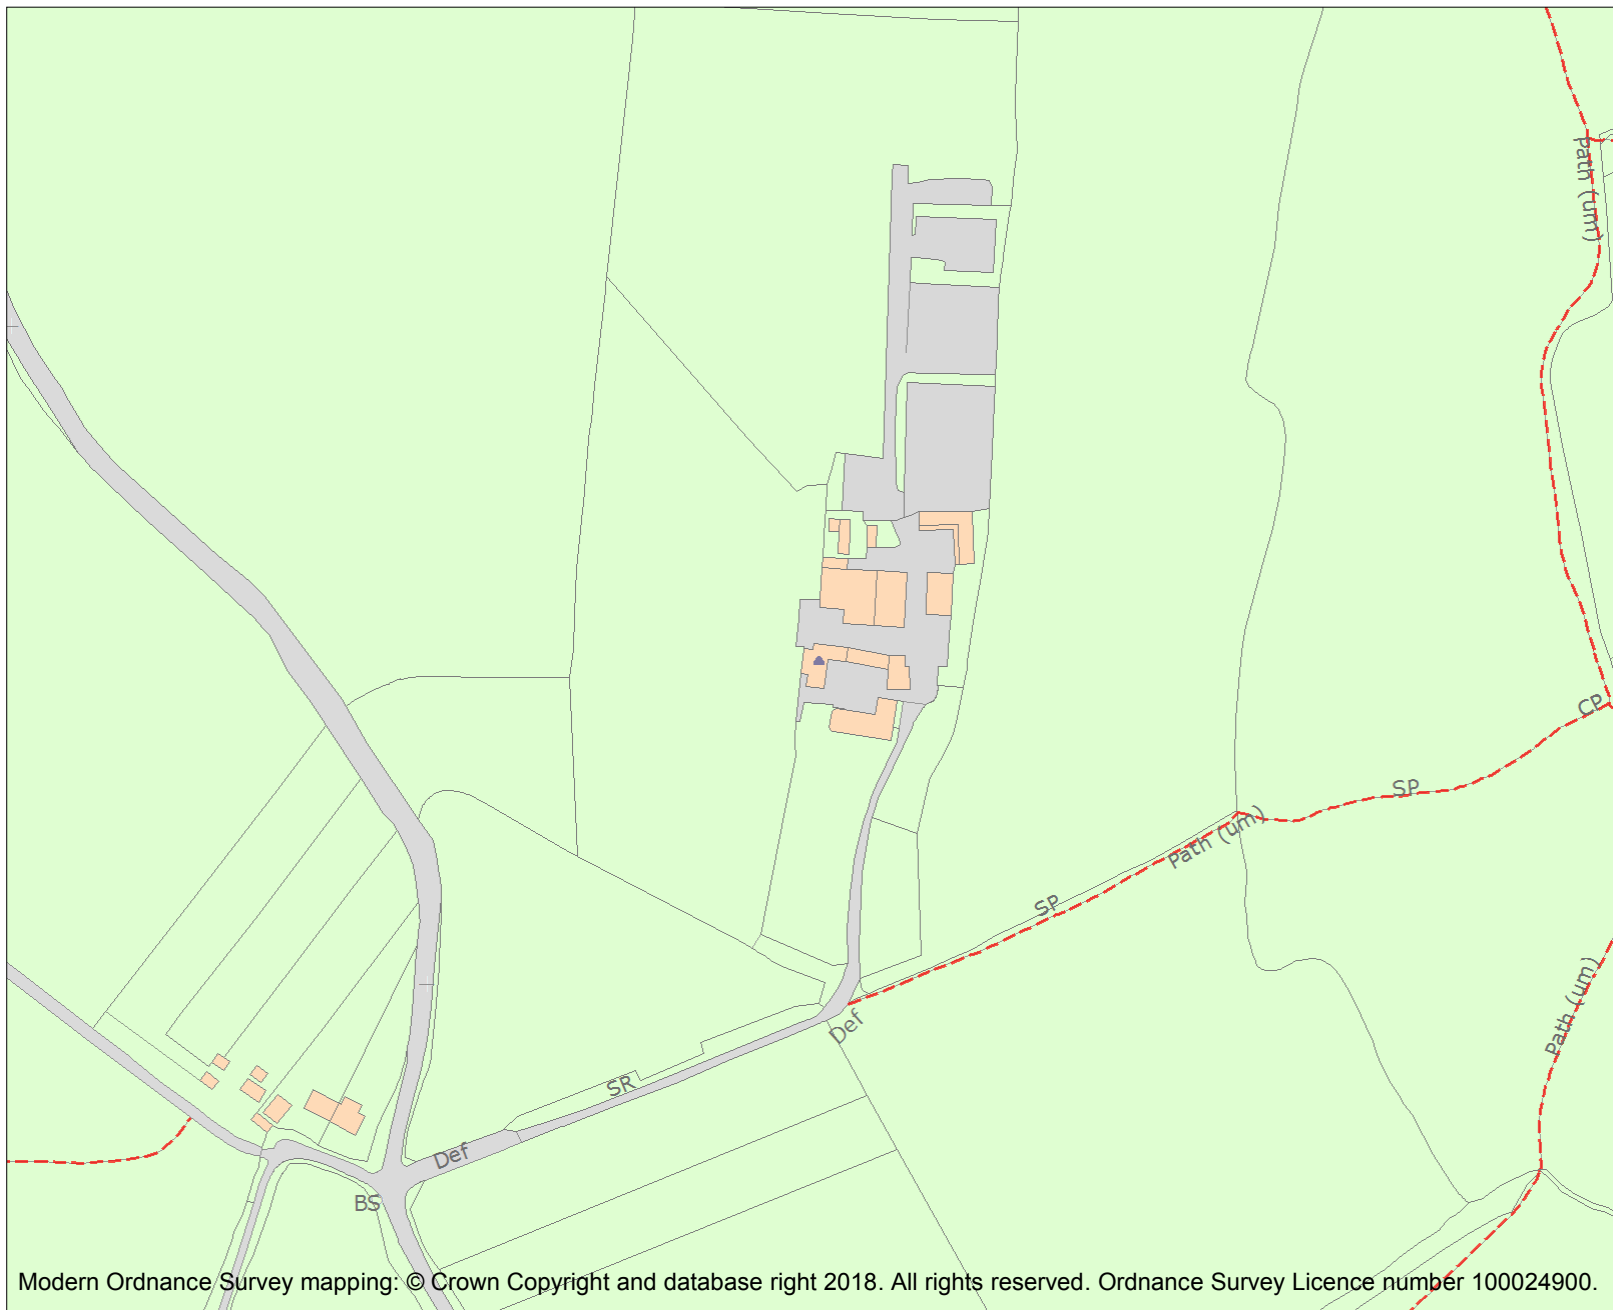 Path (um)
CP
SP
Path (um)
SP
Path (um)
Def
SR
Def
BS
Modern Ordnance Survey mapping: © Crown Copyright and database right 2018. All rights reserved. Ordnance Survey Licence number 100024900.